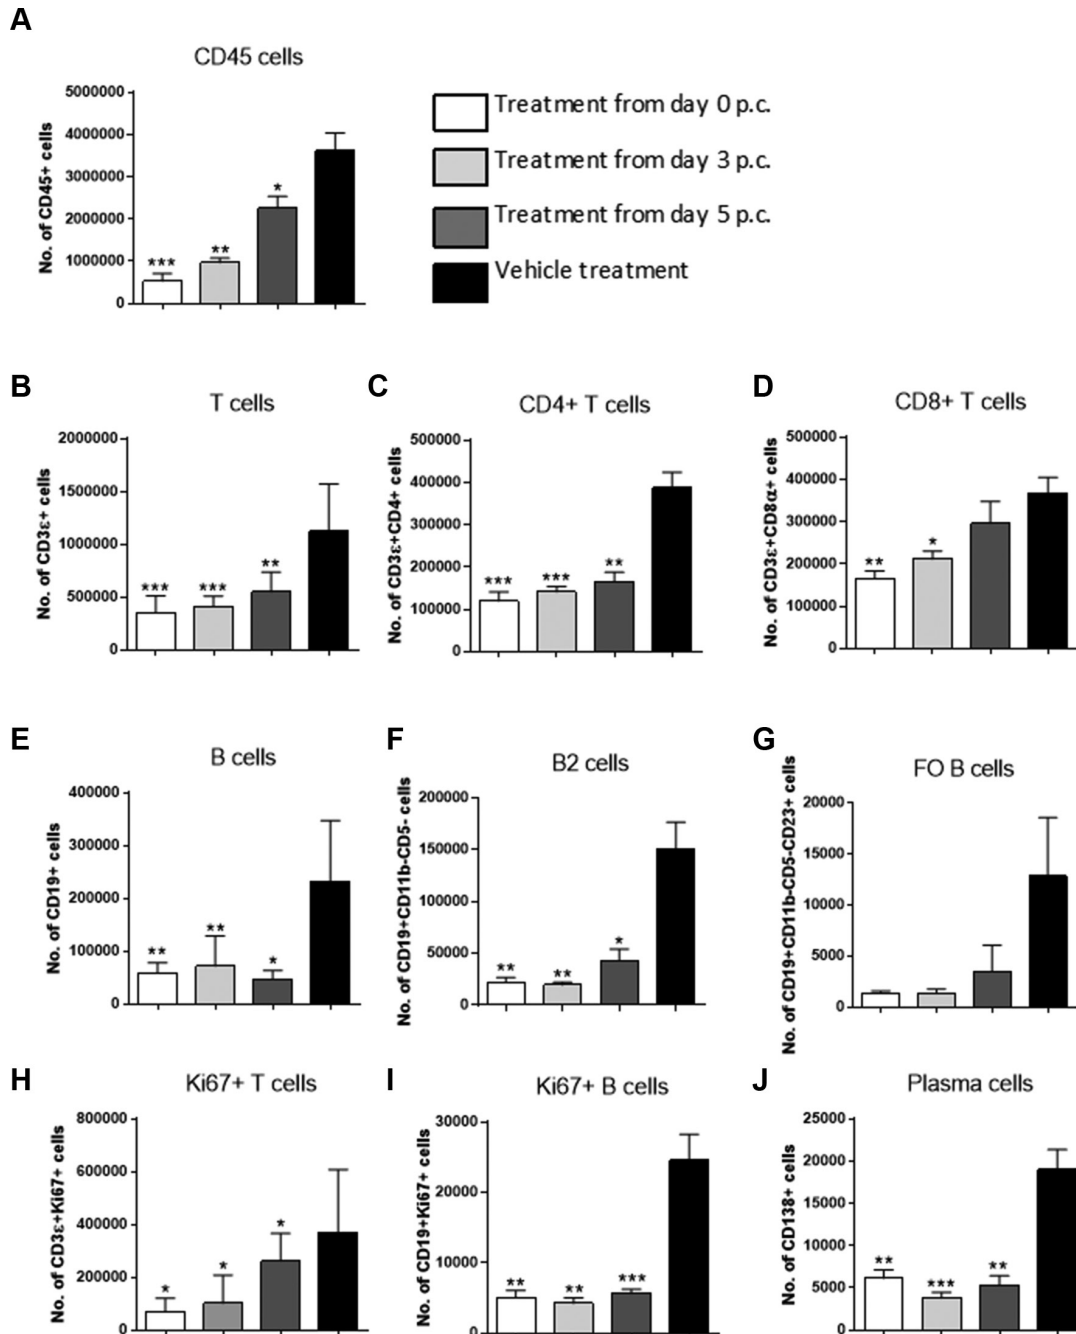 A
CD45 cells
No. of CD45+ cells
5000000
4000000
3000000
2000000
1000000
0
***
**
*
Treatment from day 0 p.c.
Treatment from day 3 p.c.
Treatment from day 5 p.c.
Vehicle treatment
B
T cells
No. of CD3ε+ cells
2000000
1500000
1000000
500000
0
***
***
**
C
CD4+ T cells
No. of CD3ε+CD4+ cells
500000
400000
300000
200000
100000
0
***
***
**
D
CD8+ T cells
No. of CD3ε+CD8α+ cells
500000
400000
300000
200000
100000
0
**
*
E
B cells
No. of CD19+ cells
400000
300000
200000
100000
0
**
**
*
F
B2 cells
No. of CD19+CD11b-CD5- cells
200000
150000
100000
50000
0
**
**
*
G
FO B cells
No. of CD19+CD11b-CD5-CD23+ cells
20000
15000
10000
5000
0
H
Ki67+ T cells
No. of CD3ε+Ki67+ cells
800000
600000
400000
200000
0
*
*
*
I
Ki67+ B cells
No. of CD19+Ki67+ cells
30000
20000
10000
0
**
**
***
J
Plasma cells
No. of CD138+ cells
25000
20000
15000
10000
5000
0
**
***
**